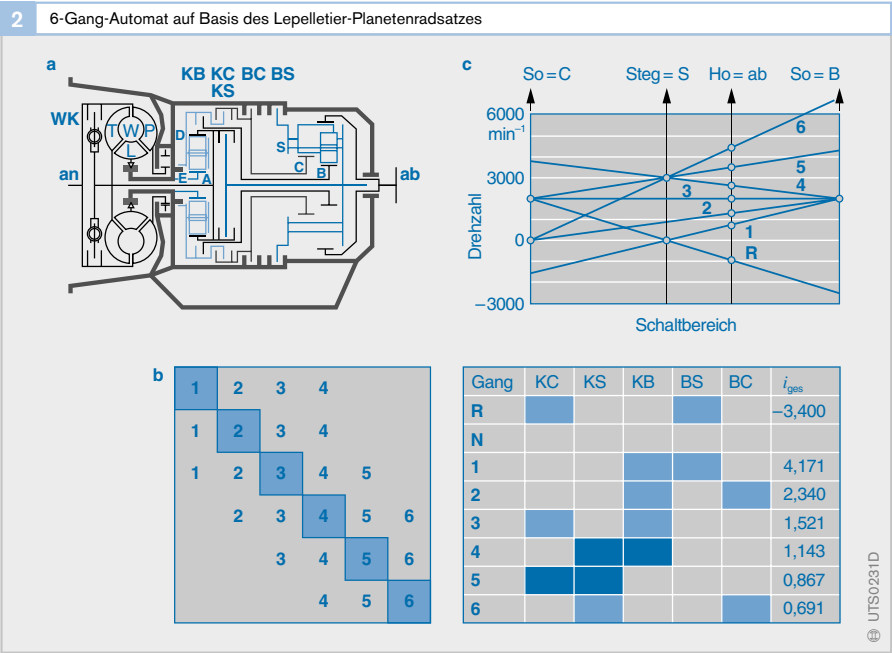 2 6-Gang-Automat auf Basis des Lepelletier-Planetenradsatzes
a
KB KC BC BS
KS
WK
T W P
L
D
S
E A
C B
an
ab
c
So=C Steg=S Ho=ab So=B
6000
min⁻¹
3000
0
−3000
Drehzahl
6
5
4
3
2
1
R
Schaltbereich
b
1 2 3 4
1 2 3 4
1 2 3 4 5
2 3 4 5 6
3 4 5 6
4 5 6
Gang KC KS KB BS BC iges
R −3,400
N
1 4,171
2 2,340
3 1,521
4 1,143
5 0,867
6 0,691
UTS0231D